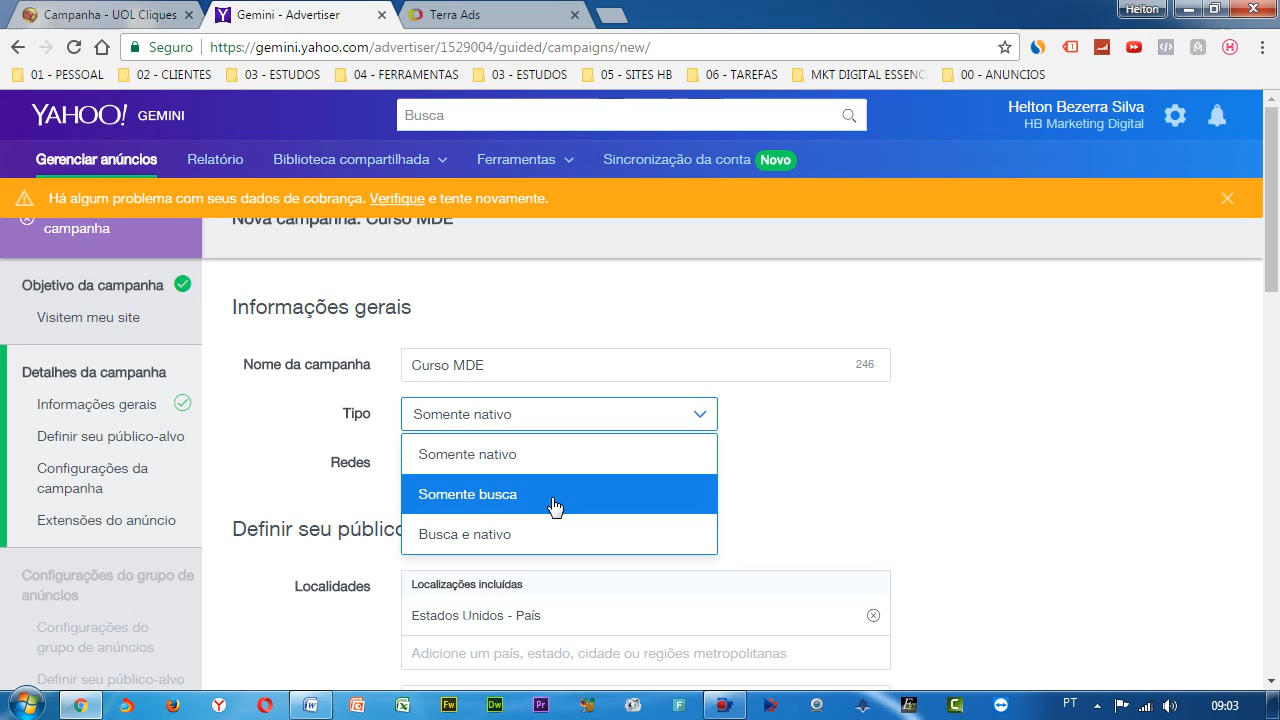 Campanha - UOL Cliques
Gemini - Advertiser
Terra Ads
Helton
Seguro
https://gemini.yahoo.com/advertiser/1529004/guided/campaigns/new/
01 - PESSOAL
02 - CLIENTES
03 - ESTUDOS
04 - FERRAMENTAS
03 - ESTUDOS
05 - SITES HB
06 - TAREFAS
MKT DIGITAL ESSENC
00 - ANUNCIOS
YAHOO! GEMINI
Busca
Helton Bezerra Silva
HB Marketing Digital
Gerenciar anúncios
Relatório
Biblioteca compartilhada
Ferramentas
Sincronização da conta Novo
Há algum problema com seus dados de cobrança. Verifique e tente novamente.
campanha
Nova campanha: Curso MDE
Objetivo da campanha
Visitem meu site
Detalhes da campanha
Informações gerais
Definir seu público-alvo
Configurações da
campanha
Extensões do anúncio
Configurações do grupo de
anúncios
Configurações do
grupo de anúncios
Definir seu público-alvo
Informações gerais
Nome da campanha
Curso MDE
246
Tipo
Somente nativo
Somente nativo
Redes
Somente busca
Busca e nativo
Definir seu públic
Localidades
Localizações incluídas
Estados Unidos - País
Adicione um país, estado, cidade ou regiões metropolitanas
PT
09:03